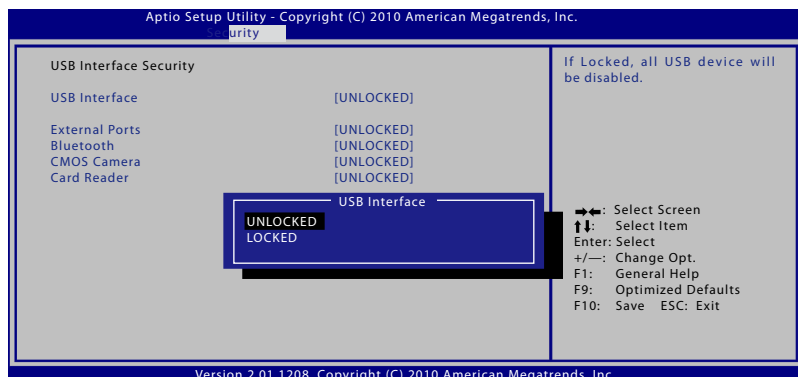 Aptio Setup Utility - Copyright (C) 2010 American Megatrends, Inc.
Security
USB Interface Security
USB Interface [UNLOCKED]
External Ports [UNLOCKED]
Bluetooth [UNLOCKED]
CMOS Camera [UNLOCKED]
Card Reader [UNLOCKED]
USB Interface
UNLOCKED
LOCKED
If Locked, all USB device will
be disabled.
→←: Select Screen
↑↓: Select Item
Enter: Select
+/—: Change Opt.
F1: General Help
F9: Optimized Defaults
F10: Save ESC: Exit
Version 2.01.1208. Copyright (C) 2010 American Megatrends, Inc.